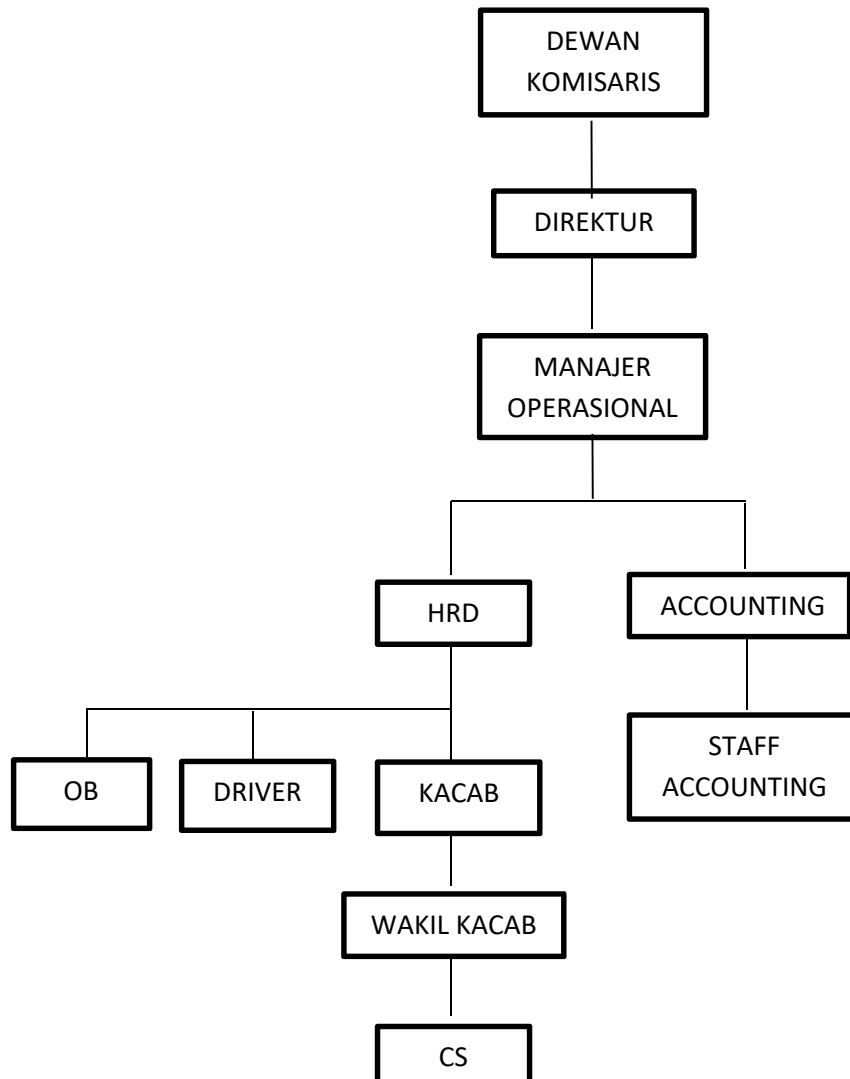 DEWAN
KOMISARIS
DIREKTUR
MANAJER
OPERASIONAL
HRD
ACCOUNTING
OB
DRIVER
KACAB
STAFF
ACCOUNTING
WAKIL KACAB
CS